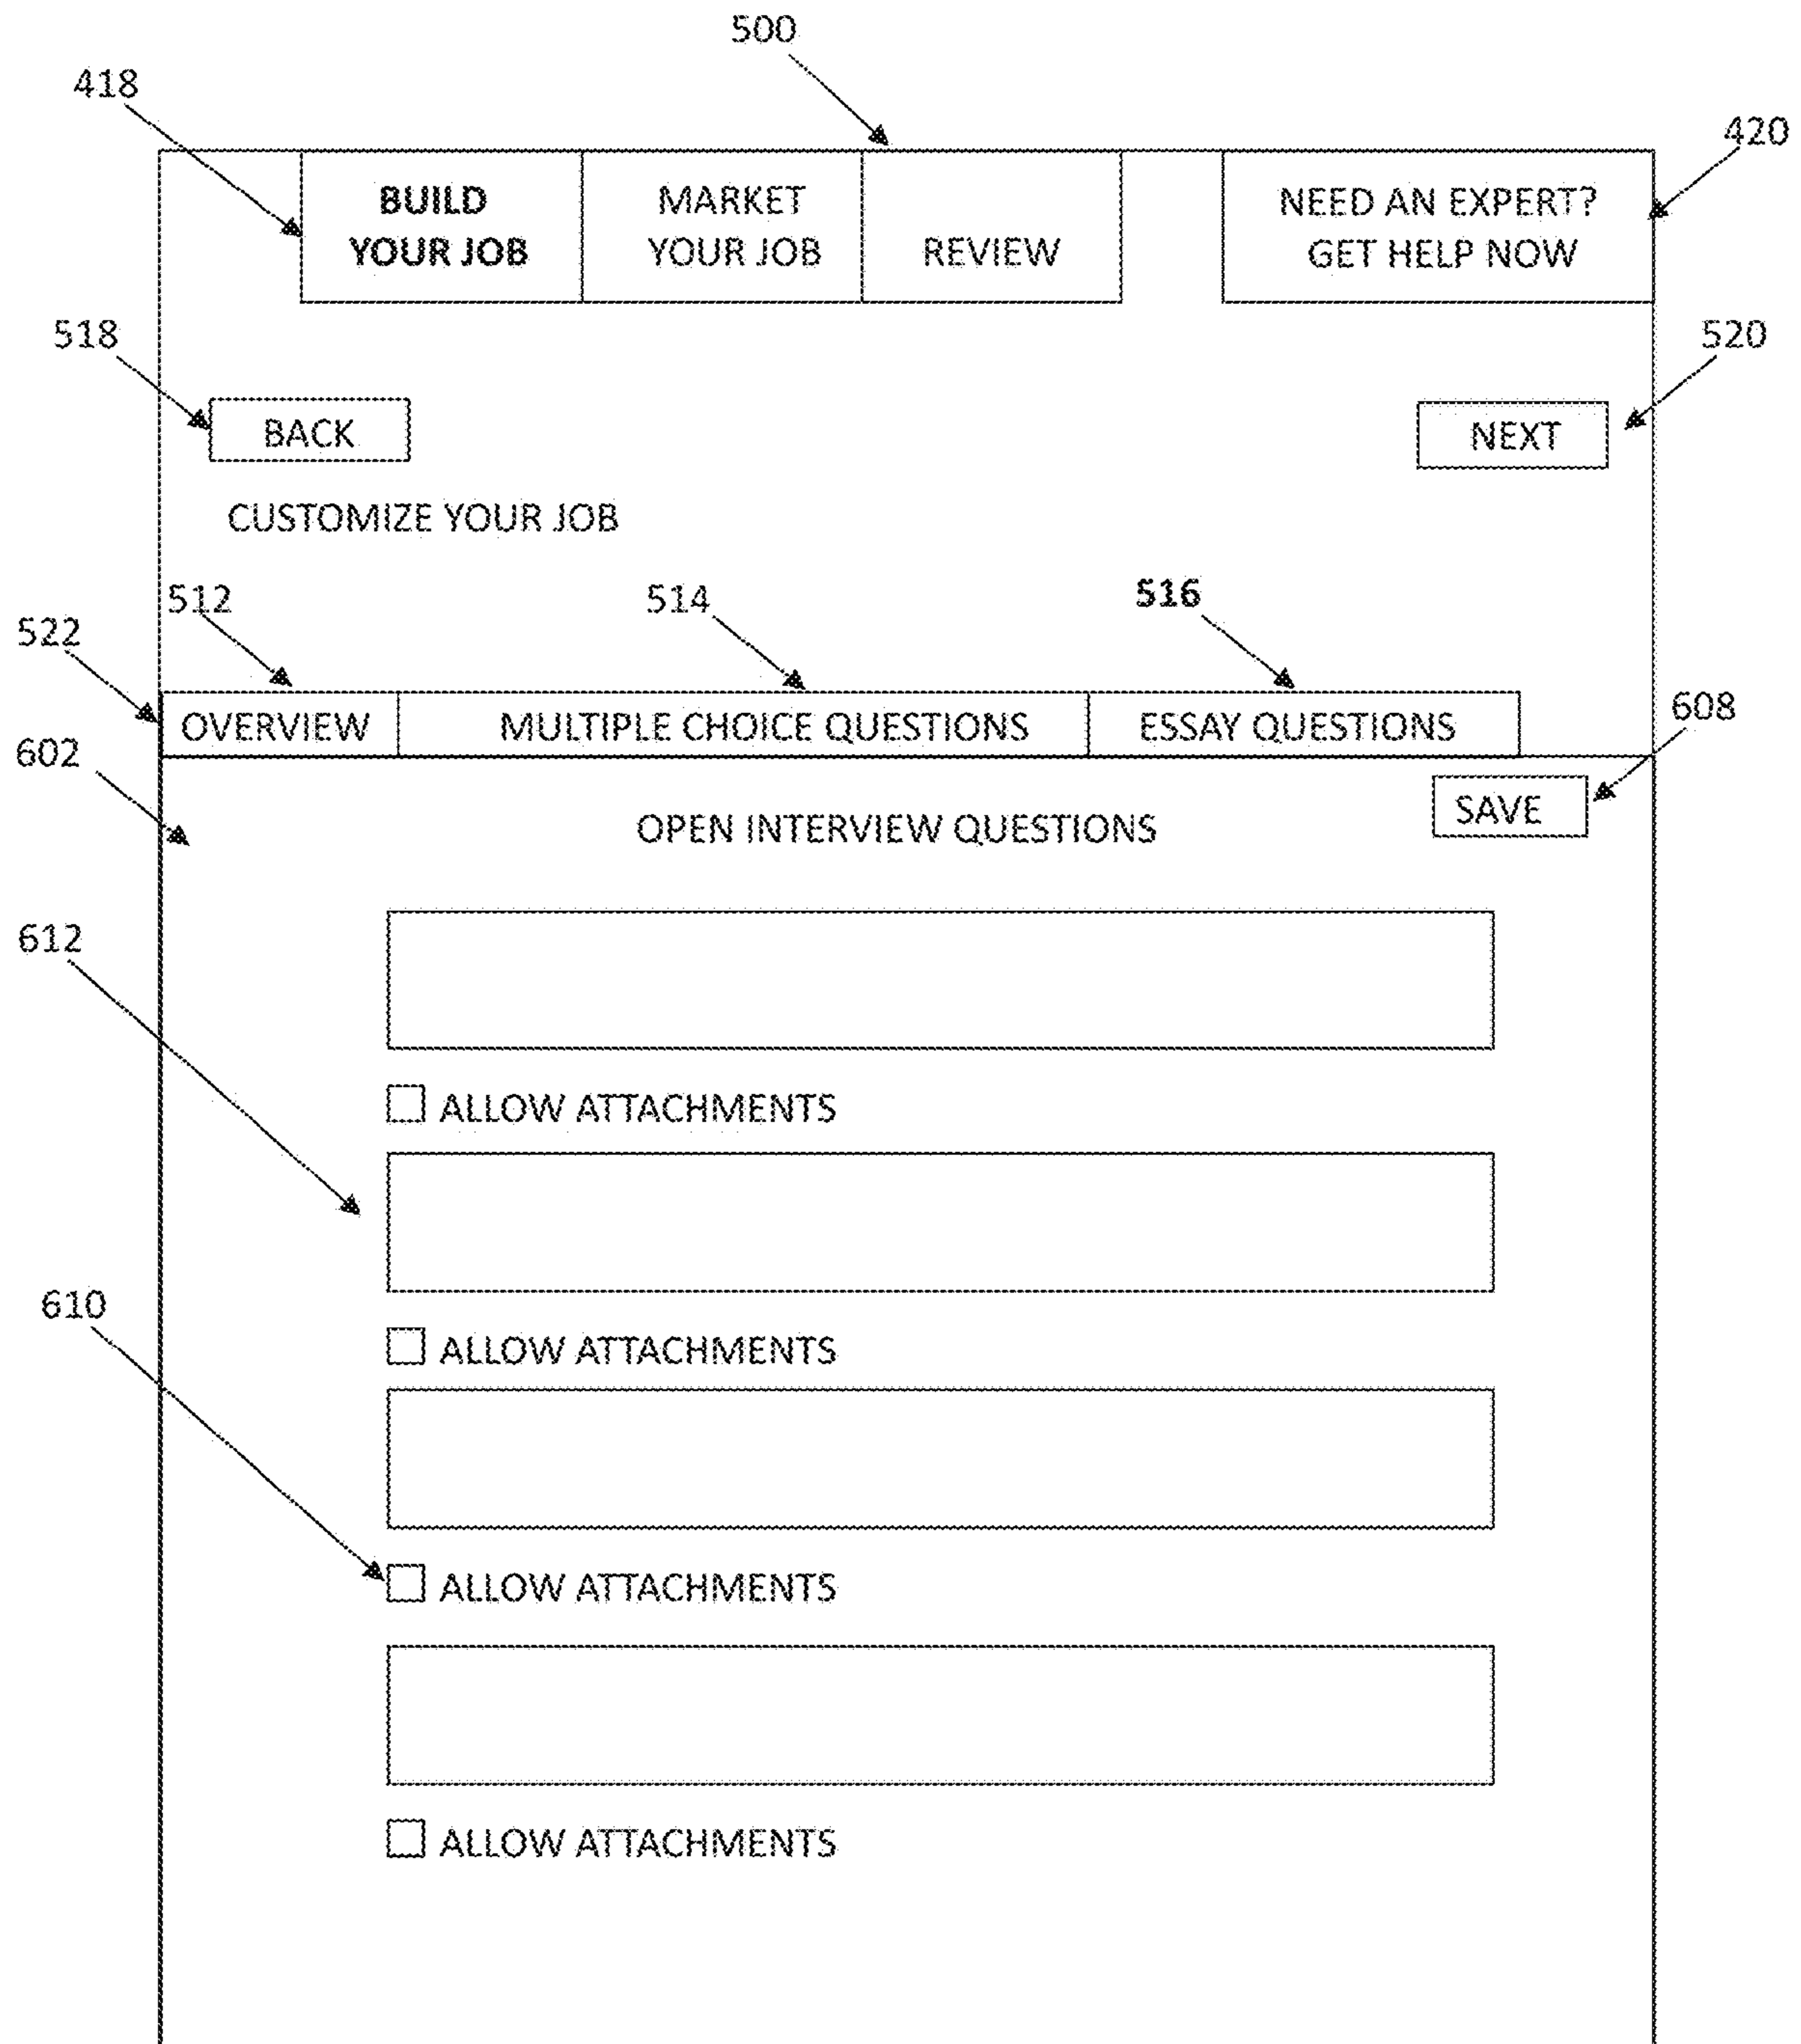 500
418
420
BUILD
YOUR JOB
MARKET
YOUR JOB
REVIEW
NEED AN EXPERT?
GET HELP NOW
518
520
BACK
NEXT
CUSTOMIZE YOUR JOB
512
514
516
522
OVERVIEW
MULTIPLE CHOICE QUESTIONS
ESSAY QUESTIONS
608
602
SAVE
OPEN INTERVIEW QUESTIONS
612
ALLOW ATTACHMENTS
610
ALLOW ATTACHMENTS
ALLOW ATTACHMENTS
ALLOW ATTACHMENTS